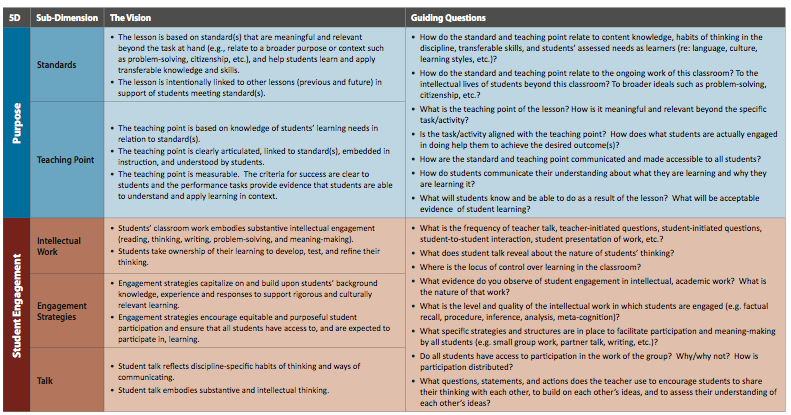 5D Sub-Dimension The Vision Guiding Questions
Purpose
Standards
• The lesson is based on standard(s) that are meaningful and relevant
beyond the task at hand (e.g., relate to a broader purpose or context such
as problem-solving, citizenship, etc.), and help students learn and apply
transferable knowledge and skills.
• The lesson is intentionally linked to other lessons (previous and future) in
support of students meeting standard(s).
Teaching Point
• The teaching point is based on knowledge of students' learning needs in
relation to standard(s).
• The teaching point is clearly articulated, linked to standard(s), embedded in
instruction, and understood by students.
• The teaching point is measurable. The criteria for success are clear to
students and the performance tasks provide evidence that students are able
to understand and apply learning in context.
• How do the standard and teaching point relate to content knowledge, habits of thinking in the
discipline, transferable skills, and students' assessed needs as learners (re: language, culture,
learning styles, etc.)?
• How do the standard and teaching point relate to the ongoing work of this classroom? To the
intellectual lives of students beyond this classroom? To broader ideals such as problem-solving,
citizenship, etc.?
• What is the teaching point of the lesson? How is it meaningful and relevant beyond the specific
task/activity?
• Is the task/activity aligned with the teaching point? How does what students are actually engaged
in doing help them to achieve the desired outcome(s)?
• How are the standard and teaching point communicated and made accessible to all students?
• How do students communicate their understanding about what they are learning and why they
are learning it?
• What will students know and be able to do as a result of the lesson? What will be acceptable
evidence of student learning?
Student Engagement
Intellectual
Work
• Students' classroom work embodies substantive intellectual engagement
(reading, thinking, writing, problem-solving, and meaning-making).
• Students take ownership of their learning to develop, test, and refine their
thinking.
Engagement
Strategies
• Engagement strategies capitalize on and build upon students' background
knowledge, experience and responses to support rigorous and culturally
relevant learning.
• Engagement strategies encourage equitable and purposeful student
participation and ensure that all students have access to, and are expected to
participate in, learning.
Talk
• Student talk reflects discipline-specific habits of thinking and ways of
communicating.
• Student talk embodies substantive and intellectual thinking.
• What is the frequency of teacher talk, teacher-initiated questions, student-initiated questions,
student-to-student interaction, student presentation of work, etc.?
• What does student talk reveal about the nature of students' thinking?
• Where is the locus of control over learning in the classroom?
• What evidence do you observe of student engagement in intellectual, academic work? What is
the nature of that work?
• What is the level and quality of the intellectual work in which students are engaged (e.g. factual
recall, procedure, inference, analysis, meta-cognition)?
• What specific strategies and structures are in place to facilitate participation and meaning-making
by all students (e.g. small group work, partner talk, writing, etc.)?
• Do all students have access to participation in the work of the group? Why/why not? How is
participation distributed?
• What questions, statements, and actions does the teacher use to encourage students to share
their thinking with each other, to build on each other's ideas, and to assess their understanding of
each other's ideas?